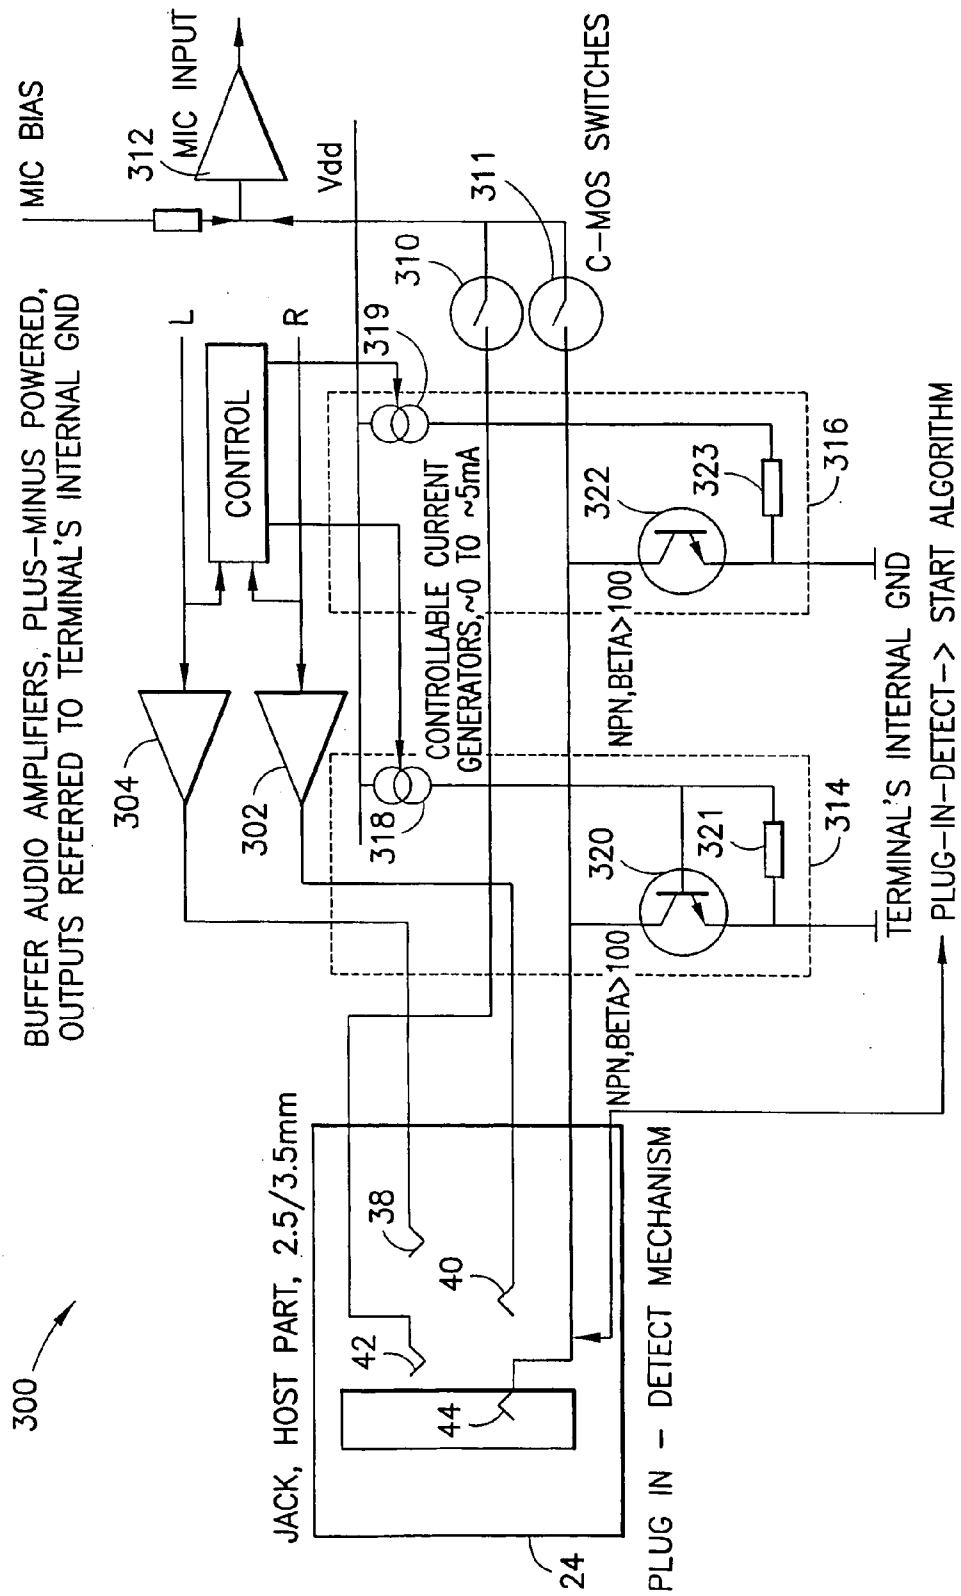 300
BUFFER AUDIO AMPLIFIERS, PLUS-MINUS POWERED,
OUTPUTS REFERRED TO TERMINAL'S INTERNAL GND
MIC BIAS
312
MIC INPUT
L
R
304
302
CONTROL
Vdd
JACK, HOST PART, 2.5/3.5mm
318
319
CONTROLLABLE CURRENT
GENERATORS,~0 TO ~5mA
310
311
C-MOS SWITCHES
38
40
42
44
24
NPN,BETA>100
320
321
314
NPN,BETA>100
322
323
316
TERMINAL'S INTERNAL GND
PLUG-IN-DETECT-> START ALGORITHM
PLUG IN - DETECT MECHANISM